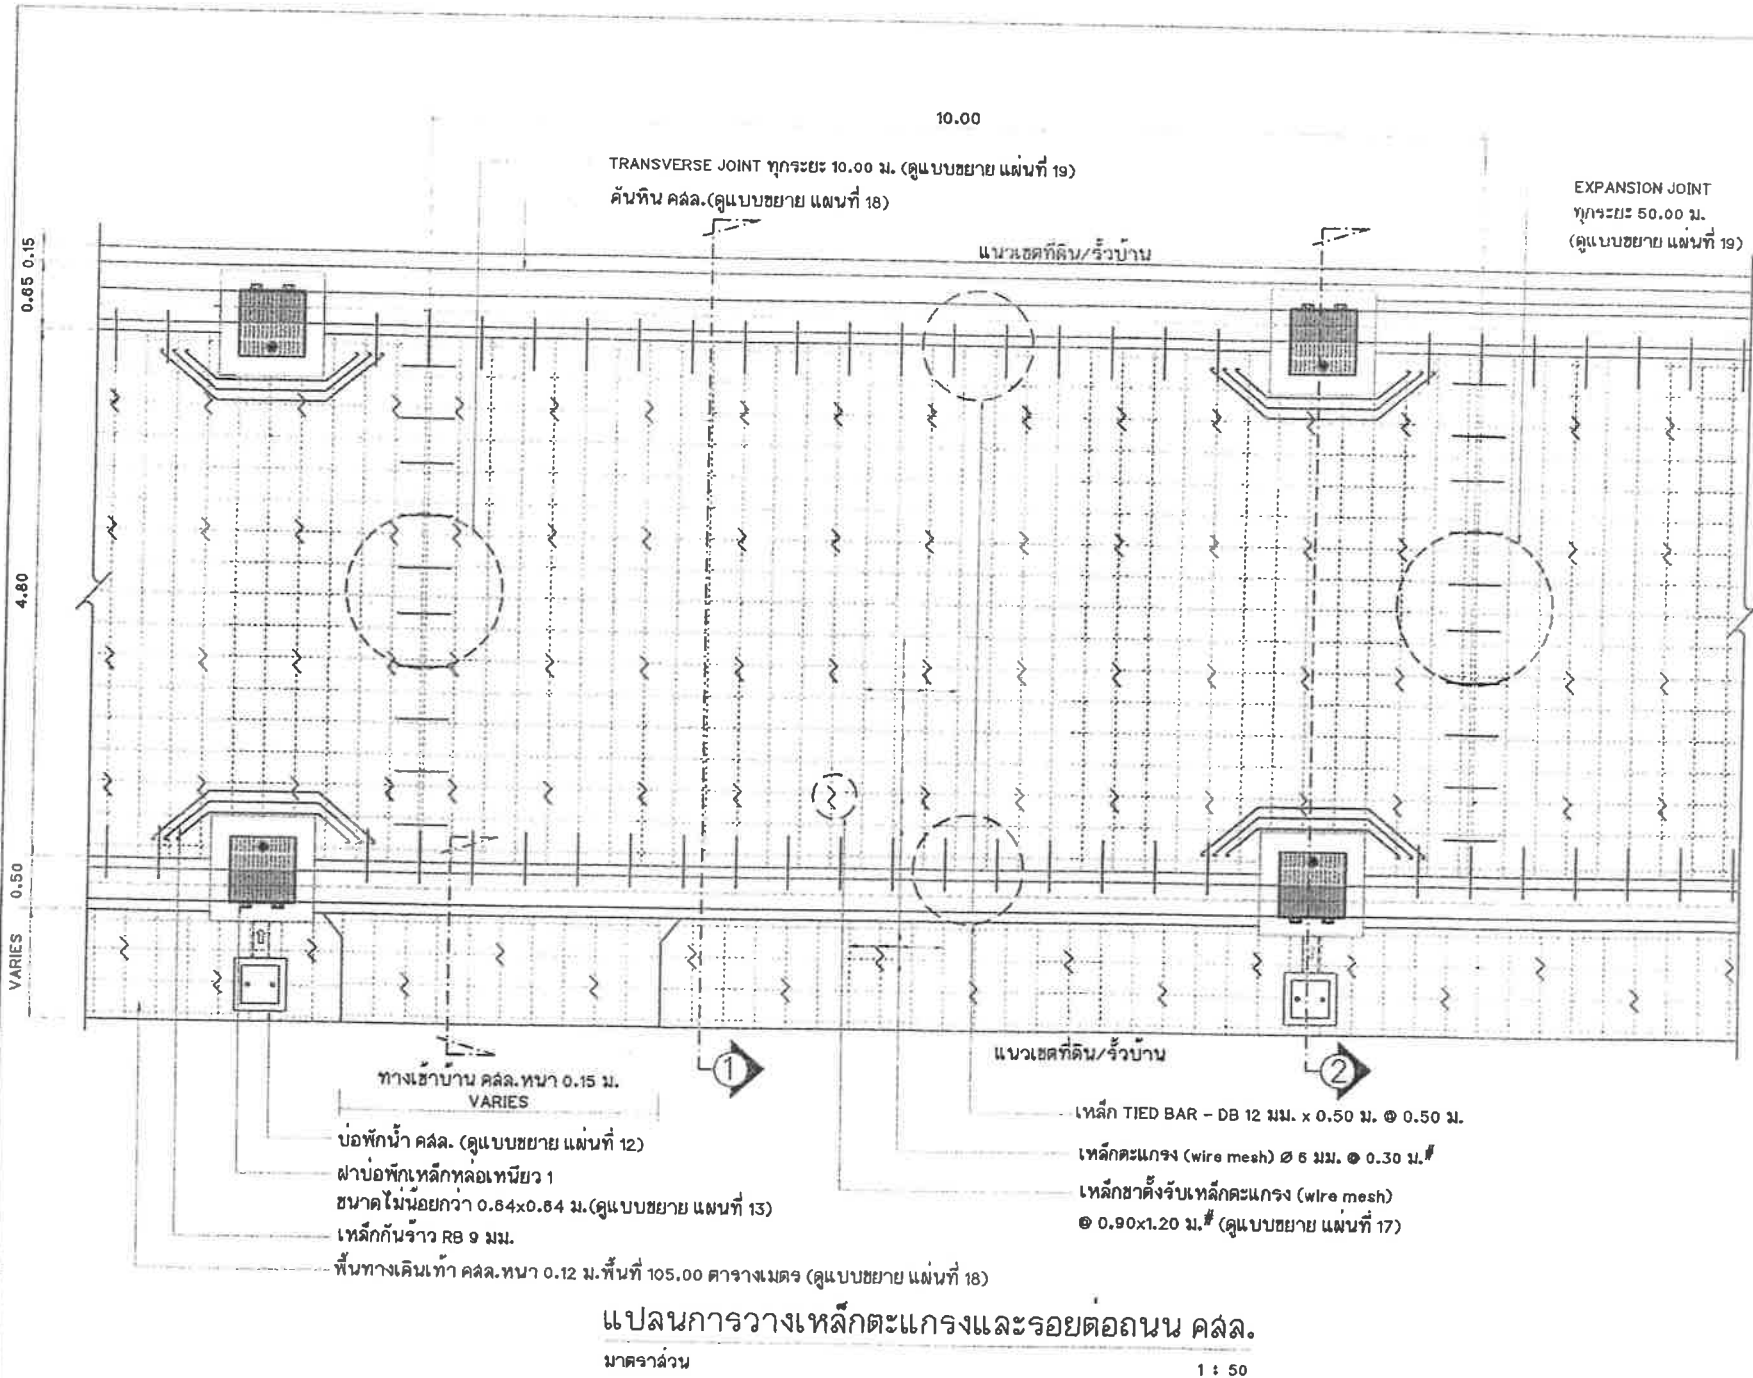 10.00
TRANSVERSE JOINT ทุกระยะ 10.00 ม. (ดูแบบขยาย แผ่นที่ 19)
คันหิน คสล.(ดูแบบขยาย แผ่นที่ 18)
EXPANSION JOINT
ทุกระยะ 50.00 ม.
(ดูแบบขยาย แผ่นที่ 19)
แนวเขตที่ดิน/รั้วบ้าน
0.15
0.65
4.80
0.50
VARIES
แนวเขตที่ดิน/รั้วบ้าน
1
2
ทางเข้าบ้าน คสล.หนา 0.15 ม.
VARIES
บ่อพักน้ำ คสล. (ดูแบบขยาย แผ่นที่ 12)
ฝาบ่อพักเหล็กหล่อเหนียว 1
ขนาดไม่น้อยกว่า 0.64x0.64 ม.(ดูแบบขยาย แผ่นที่ 13)
เหล็กกันร้าว RB 9 มม.
พื้นทางเดินเท้า คสล.หนา 0.12 ม.พื้นที่ 105.00 ตารางเมตร (ดูแบบขยาย แผ่นที่ 18)
เหล็ก TIED BAR - DB 12 มม. x 0.50 ม. @ 0.50 ม.
เหล็กตะแกรง (wire mesh) Ø 6 มม. @ 0.30 ม.#
เหล็กขาตั้งรับเหล็กตะแกรง (wire mesh)
@ 0.90x1.20 ม.# (ดูแบบขยาย แผ่นที่ 17)
แปลนการวางเหล็กตะแกรงและรอยต่อถนน คสล.
มาตราส่วน 1 : 50